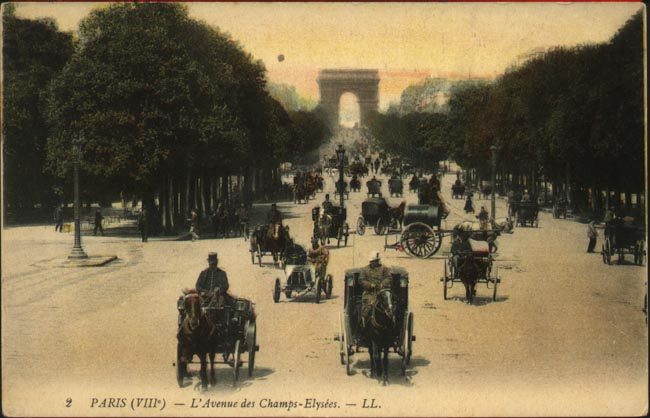 2 PARIS (VIIIᵉ) — L'Avenue des Champs-Elysées. — LL.